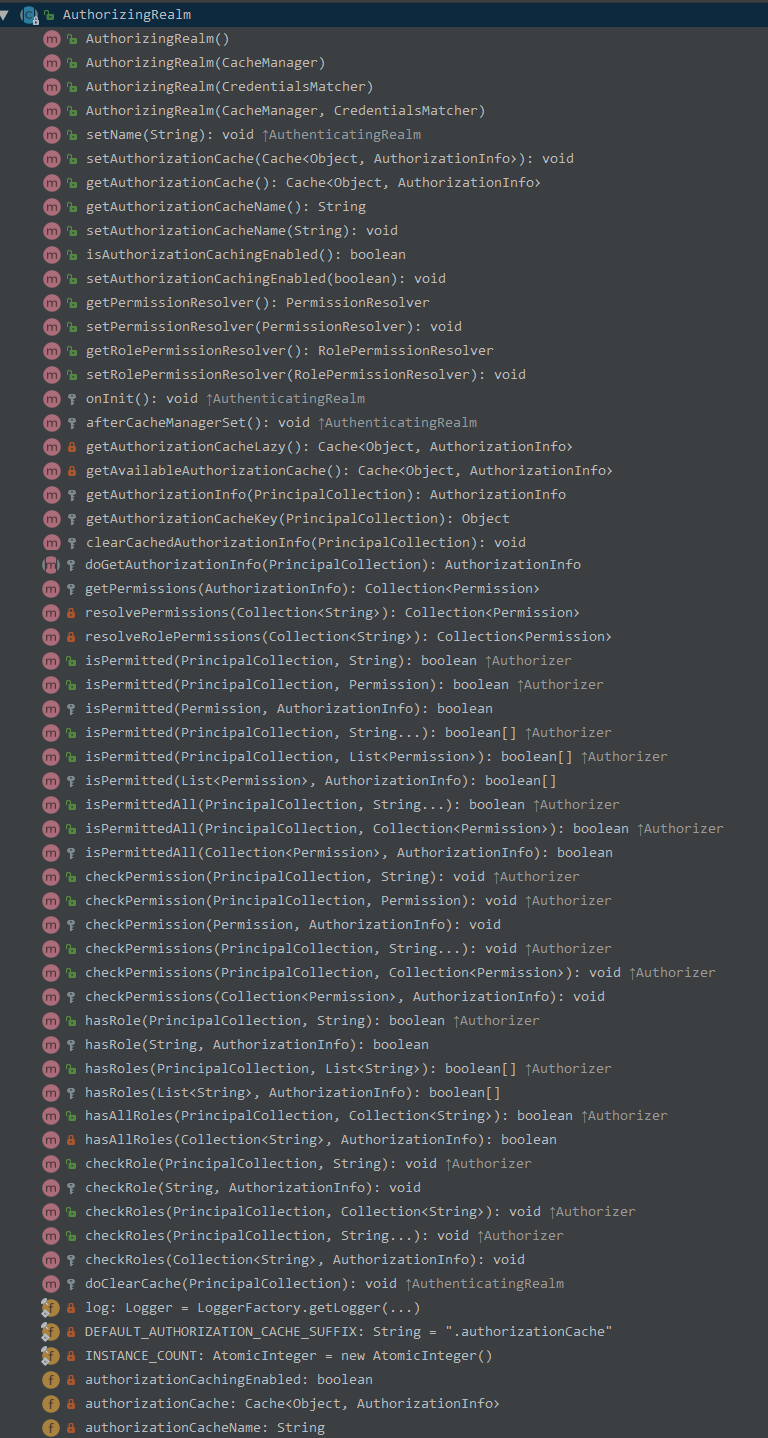 AuthorizingRealm
AuthorizingRealm()
AuthorizingRealm(CacheManager)
AuthorizingRealm(CredentialsMatcher)
AuthorizingRealm(CacheManager, CredentialsMatcher)
setName(String): void ↑AuthenticatingRealm
setAuthorizationCache(Cache<Object, AuthorizationInfo>): void
getAuthorizationCache(): Cache<Object, AuthorizationInfo>
getAuthorizationCacheName(): String
setAuthorizationCacheName(String): void
isAuthorizationCachingEnabled(): boolean
setAuthorizationCachingEnabled(boolean): void
getPermissionResolver(): PermissionResolver
setPermissionResolver(PermissionResolver): void
getRolePermissionResolver(): RolePermissionResolver
setRolePermissionResolver(RolePermissionResolver): void
onInit(): void ↑AuthenticatingRealm
afterCacheManagerSet(): void ↑AuthenticatingRealm
getAuthorizationCacheLazy(): Cache<Object, AuthorizationInfo>
getAvailableAuthorizationCache(): Cache<Object, AuthorizationInfo>
getAuthorizationInfo(PrincipalCollection): AuthorizationInfo
getAuthorizationCacheKey(PrincipalCollection): Object
clearCachedAuthorizationInfo(PrincipalCollection): void
doGetAuthorizationInfo(PrincipalCollection): AuthorizationInfo
getPermissions(AuthorizationInfo): Collection<Permission>
resolvePermissions(Collection<String>): Collection<Permission>
resolveRolePermissions(Collection<String>): Collection<Permission>
isPermitted(PrincipalCollection, String): boolean ↑Authorizer
isPermitted(PrincipalCollection, Permission): boolean ↑Authorizer
isPermitted(Permission, AuthorizationInfo): boolean
isPermitted(PrincipalCollection, String...): boolean[] ↑Authorizer
isPermitted(PrincipalCollection, List<Permission>): boolean[] ↑Authorizer
isPermitted(List<Permission>, AuthorizationInfo): boolean[]
isPermittedAll(PrincipalCollection, String...): boolean ↑Authorizer
isPermittedAll(PrincipalCollection, Collection<Permission>): boolean ↑Authorizer
isPermittedAll(Collection<Permission>, AuthorizationInfo): boolean
checkPermission(PrincipalCollection, String): void ↑Authorizer
checkPermission(PrincipalCollection, Permission): void ↑Authorizer
checkPermission(Permission, AuthorizationInfo): void
checkPermissions(PrincipalCollection, String...): void ↑Authorizer
checkPermissions(PrincipalCollection, Collection<Permission>): void ↑Authorizer
checkPermissions(Collection<Permission>, AuthorizationInfo): void
hasRole(PrincipalCollection, String): boolean ↑Authorizer
hasRole(String, AuthorizationInfo): boolean
hasRoles(PrincipalCollection, List<String>): boolean[] ↑Authorizer
hasRoles(List<String>, AuthorizationInfo): boolean[]
hasAllRoles(PrincipalCollection, Collection<String>): boolean ↑Authorizer
hasAllRoles(Collection<String>, AuthorizationInfo): boolean
checkRole(PrincipalCollection, String): void ↑Authorizer
checkRole(String, AuthorizationInfo): void
checkRoles(PrincipalCollection, Collection<String>): void ↑Authorizer
checkRoles(PrincipalCollection, String...): void ↑Authorizer
checkRoles(Collection<String>, AuthorizationInfo): void
doClearCache(PrincipalCollection): void ↑AuthenticatingRealm
log: Logger = LoggerFactory.getLogger(...)
DEFAULT_AUTHORIZATION_CACHE_SUFFIX: String = ".authorizationCache"
INSTANCE_COUNT: AtomicInteger = new AtomicInteger()
authorizationCachingEnabled: boolean
authorizationCache: Cache<Object, AuthorizationInfo>
authorizationCacheName: String